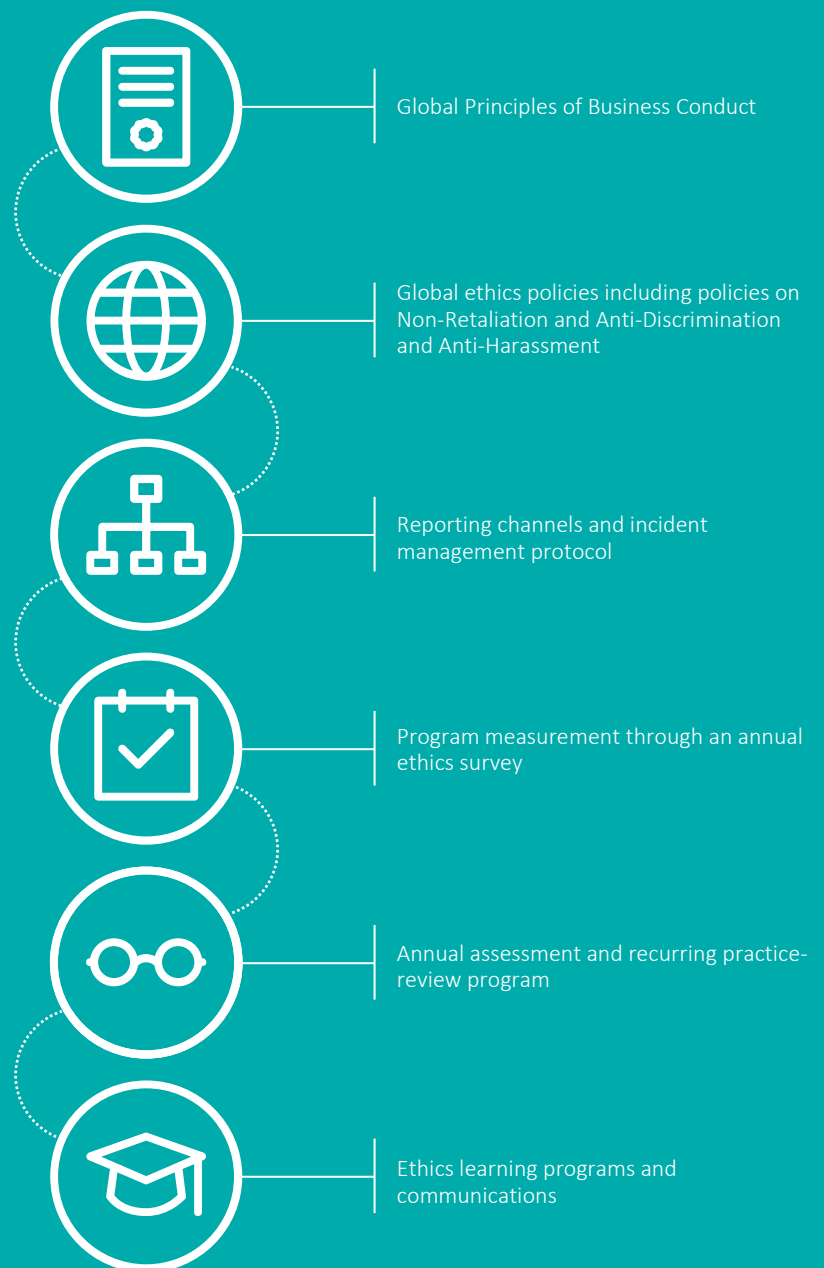 Global Principles of Business Conduct
Global ethics policies including policies on
Non-Retaliation and Anti-Discrimination
and Anti-Harassment
Reporting channels and incident
management protocol
Program measurement through an annual
ethics survey
Annual assessment and recurring practice-
review program
Ethics learning programs and
communications